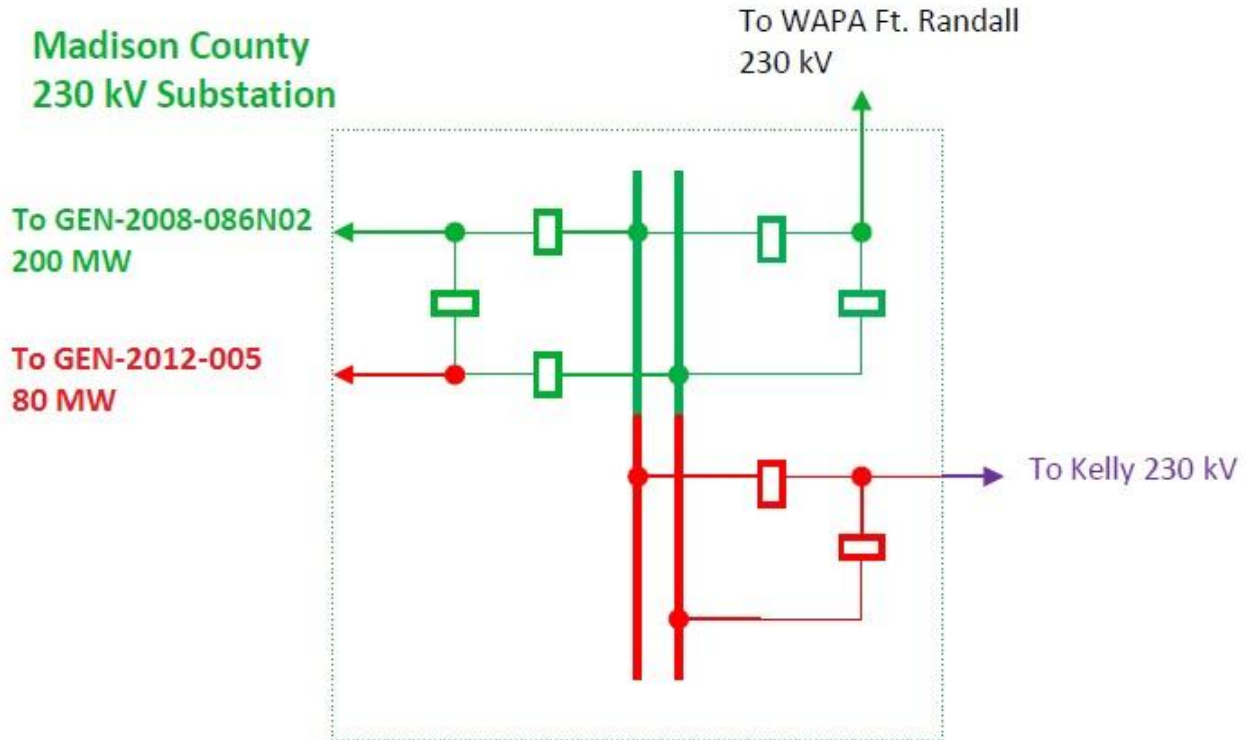 To WAPA Ft. Randall
230 kV
Madison County
230 kV Substation
To GEN-2008-086N02
200 MW
To GEN-2012-005
80 MW
To Kelly 230 kV